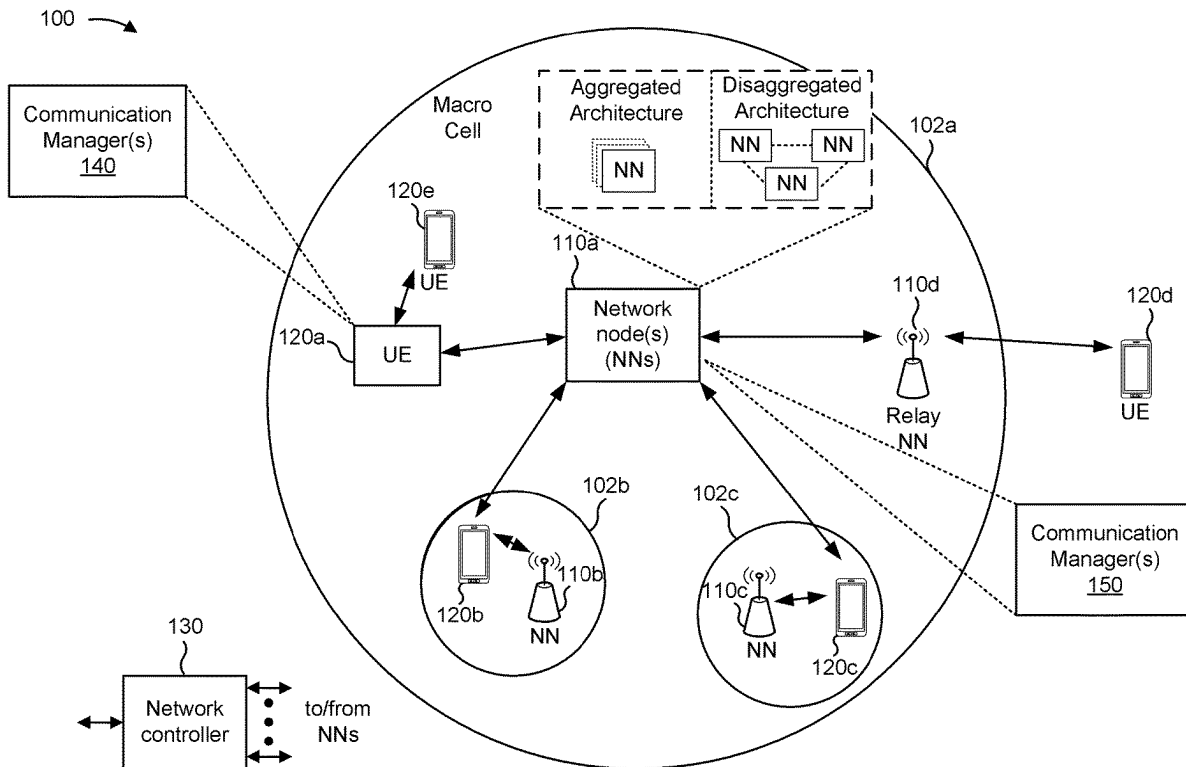 100
Communication
Manager(s)
140
Macro
Cell
Aggregated
Architecture
NN
Disaggregated
Architecture
NN
NN
NN
102a
120e
UE
110a
Network
node(s)
(NNs)
120a
UE
110d
Relay
NN
120d
UE
102b
120b
110b
NN
102c
110c
NN
120c
Communication
Manager(s)
150
130
Network
controller
to/from
NNs